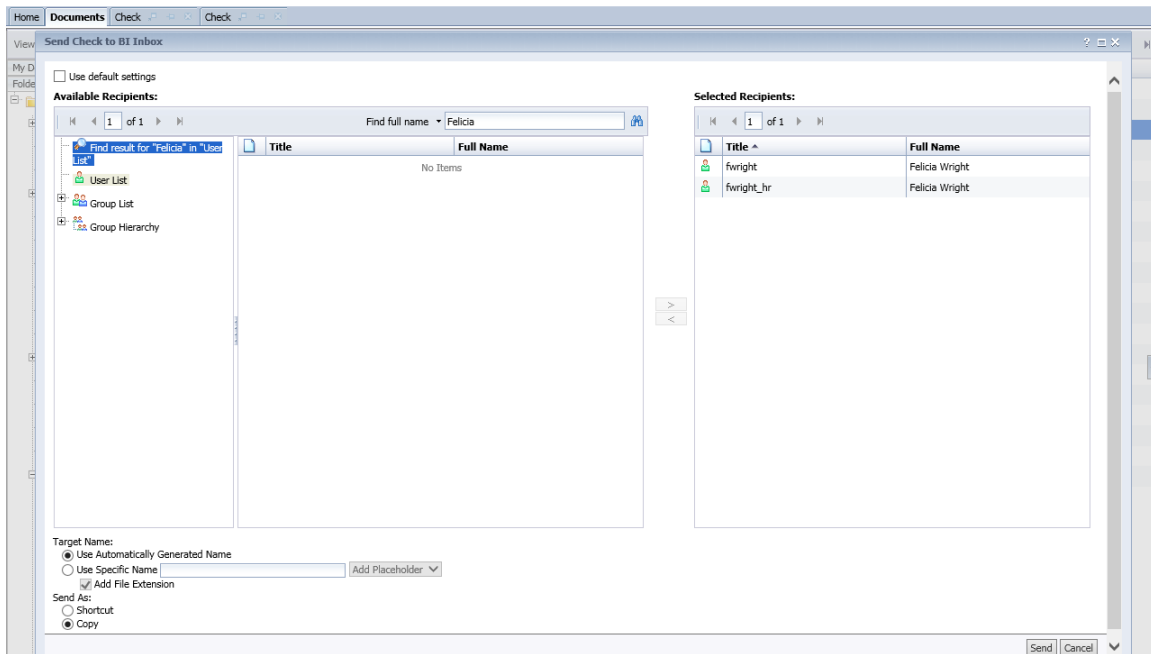 Home Documents Check Check
View
Send Check to BI Inbox
My D
Use default settings
Folde
Available Recipients:
Selected Recipients:
1 of 1
Find full name Felicia
1 of 1
Find result for "Felicia" in "User
List"
Title Full Name
Title Full Name
No Items
User List
fwright Felicia Wright
Group List
fwright_hr Felicia Wright
Group Hierarchy
>
<
Target Name:
Use Automatically Generated Name
Use Specific Name Add Placeholder
Add File Extension
Send As:
Shortcut
Copy
Send Cancel